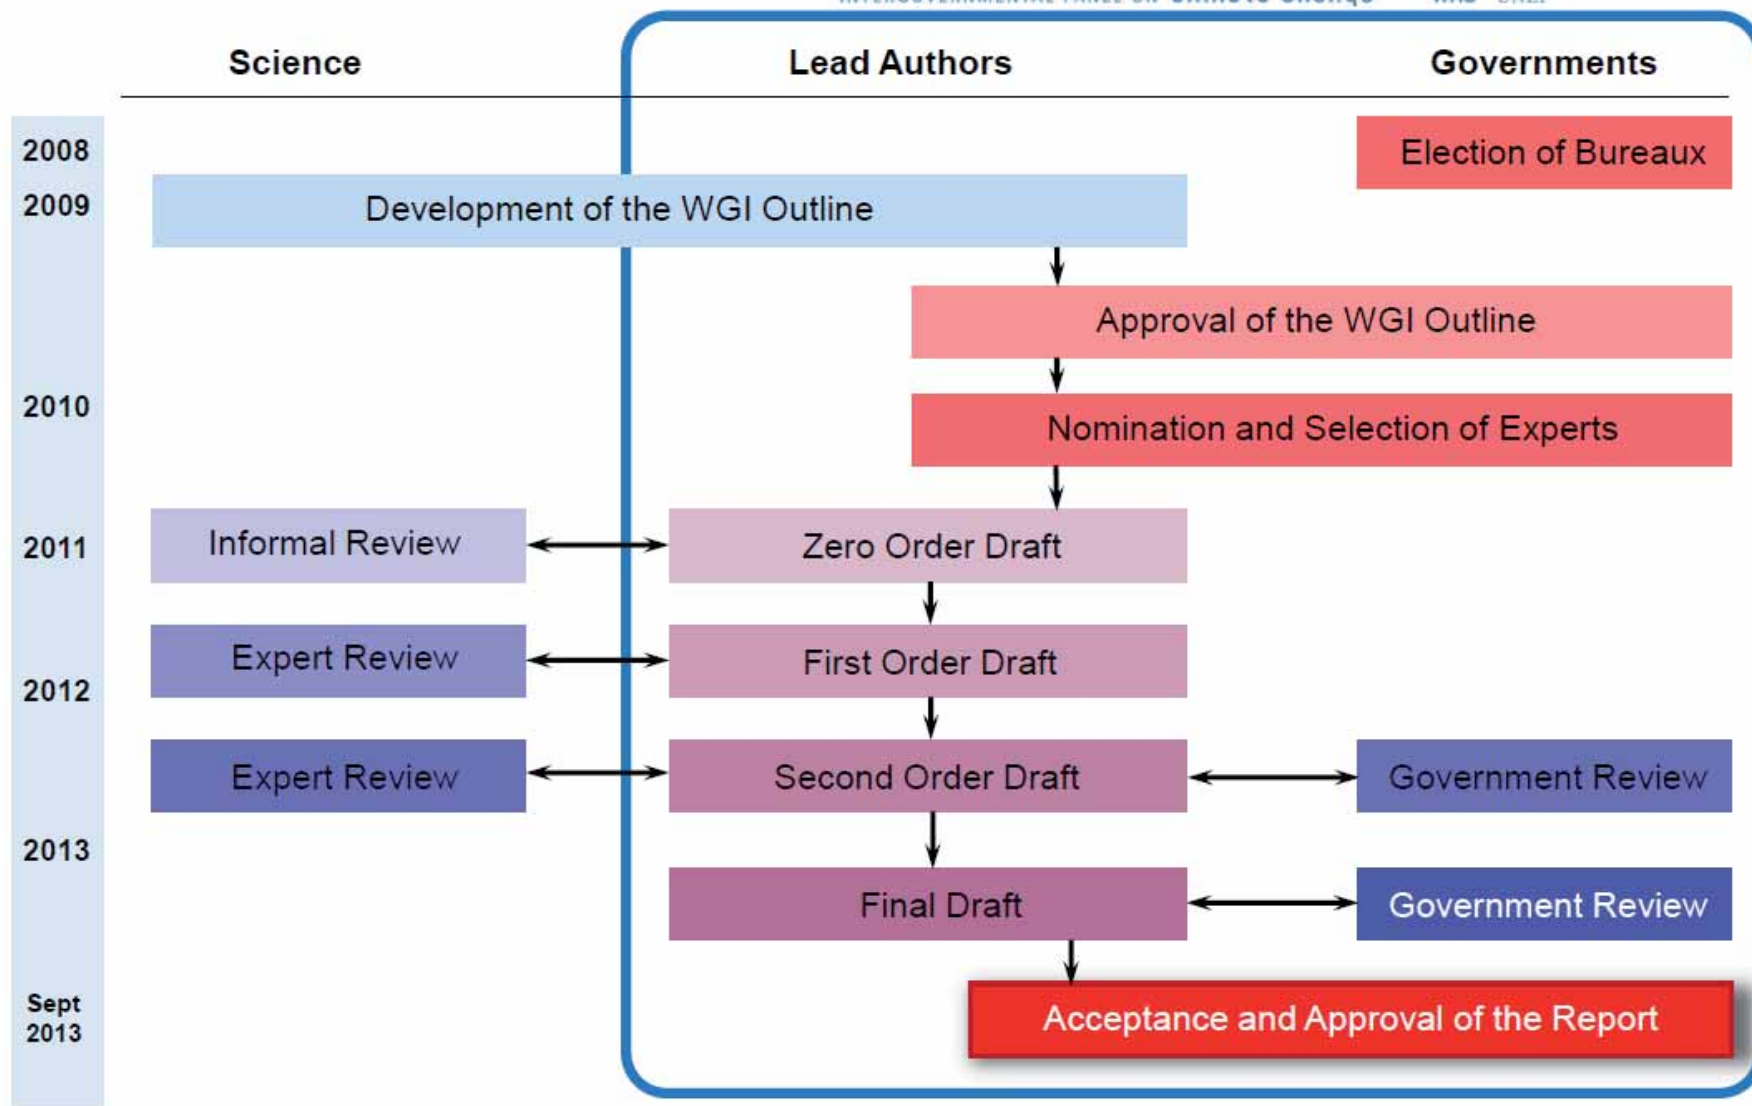 Science Lead Authors Governments
2008
Election of Bureaux
2009
Development of the WGI Outline
Approval of the WGI Outline
2010
Nomination and Selection of Experts
2011
Informal Review
Zero Order Draft
Expert Review
First Order Draft
2012
Expert Review
Second Order Draft
Government Review
2013
Final Draft
Government Review
Sept
2013
Acceptance and Approval of the Report